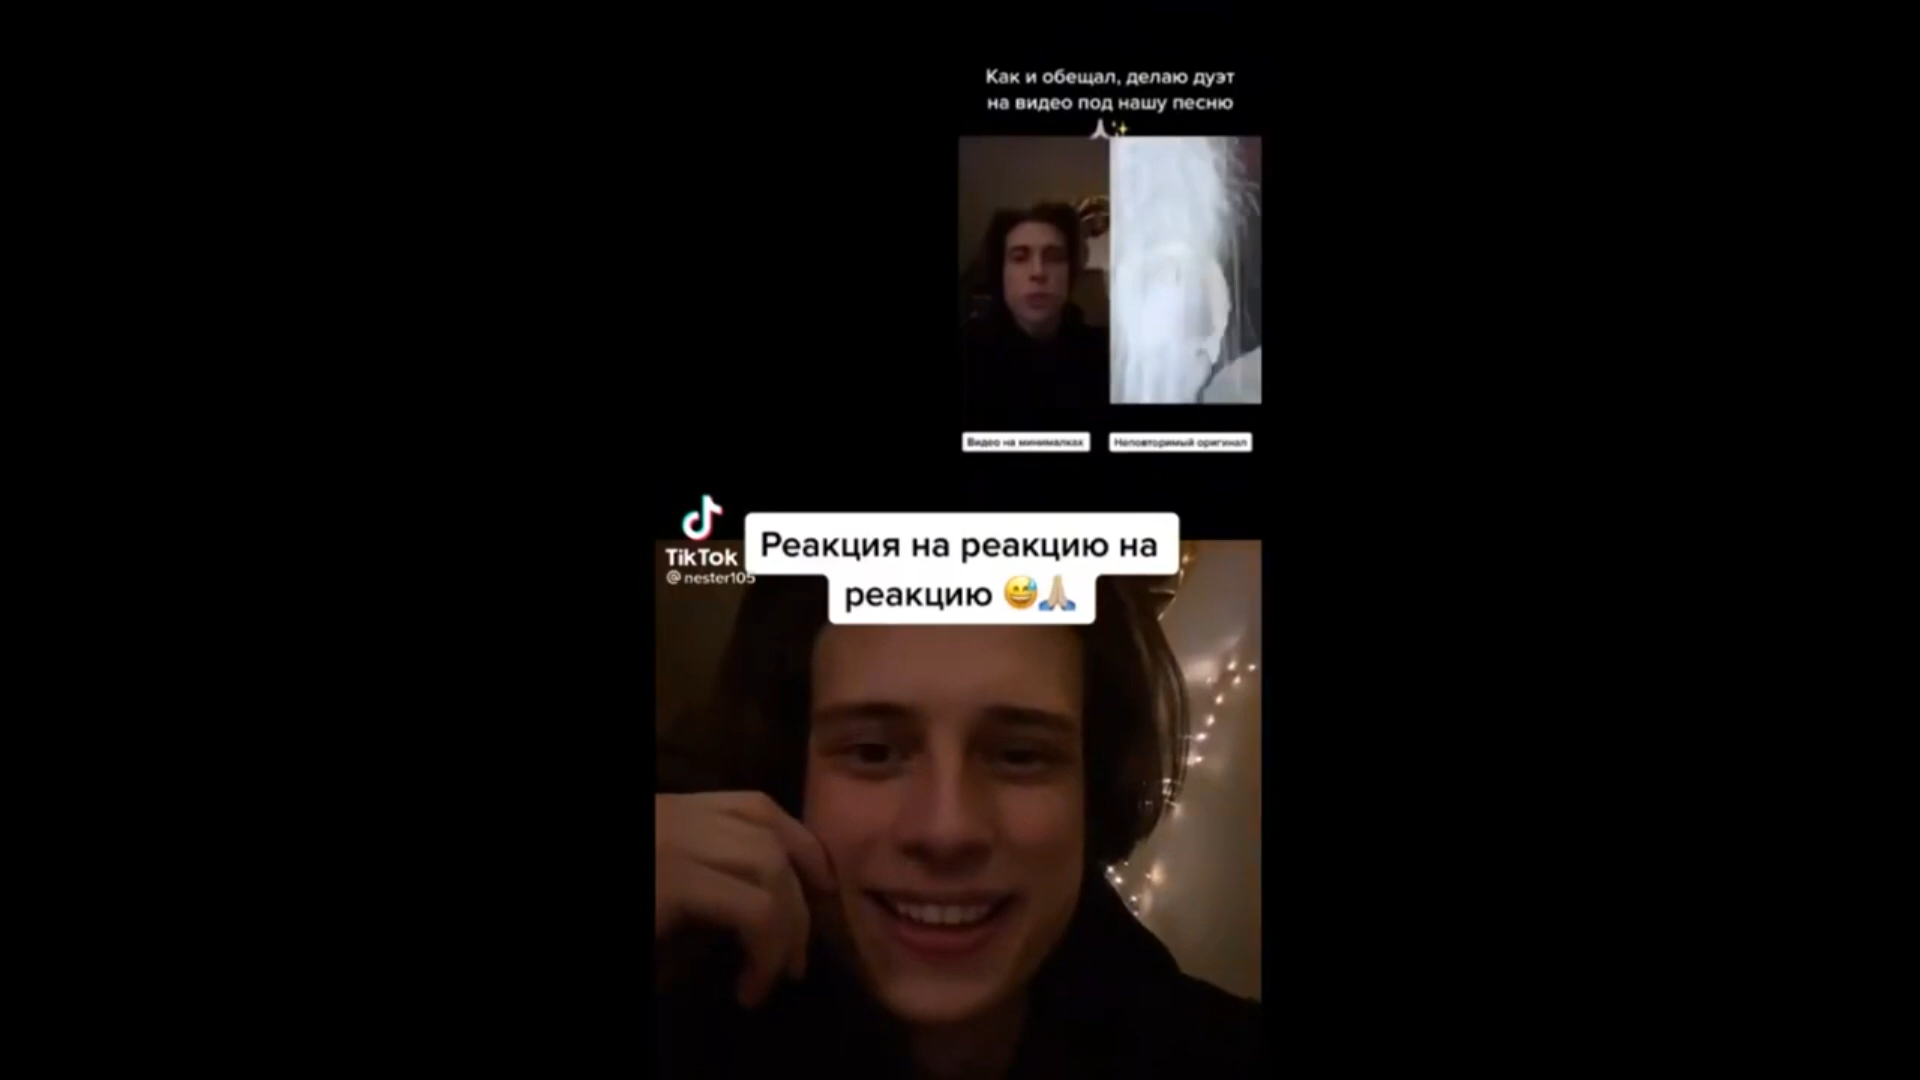 Как и обещал, делаю дуэт
на видео под нашу песню
🙏🏻✨
Видео на минималках
Неповторимый оригинал
TikTok
@nester105
Реакция на реакцию на
реакцию 😅🙏🏼